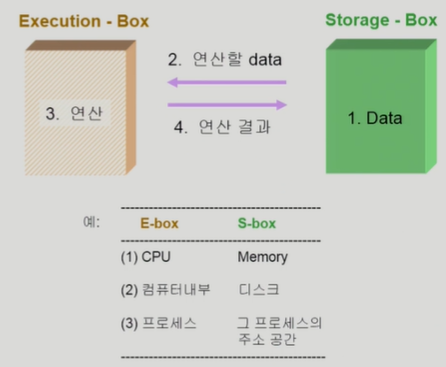 Execution - Box
Storage - Box
2. 연산할 data
3. 연산
1. Data
4. 연산 결과
예:
E-box S-box
(1) CPU Memory
(2) 컴퓨터내부 디스크
(3) 프로세스 그 프로세스의
주소 공간